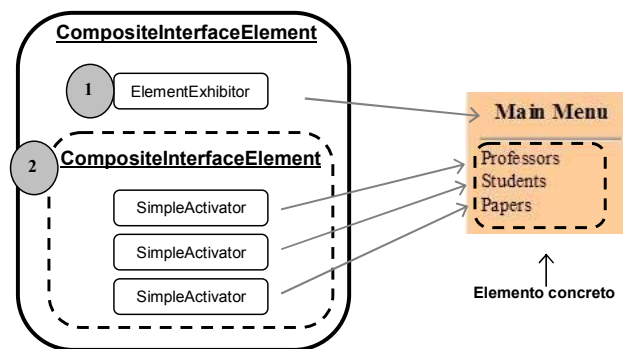 CompositeInterfaceElement
1
ElementExhibitor
2
CompositeInterfaceElement
SimpleActivator
SimpleActivator
SimpleActivator
Main Menu
Professors
Students
Papers
Elemento concreto